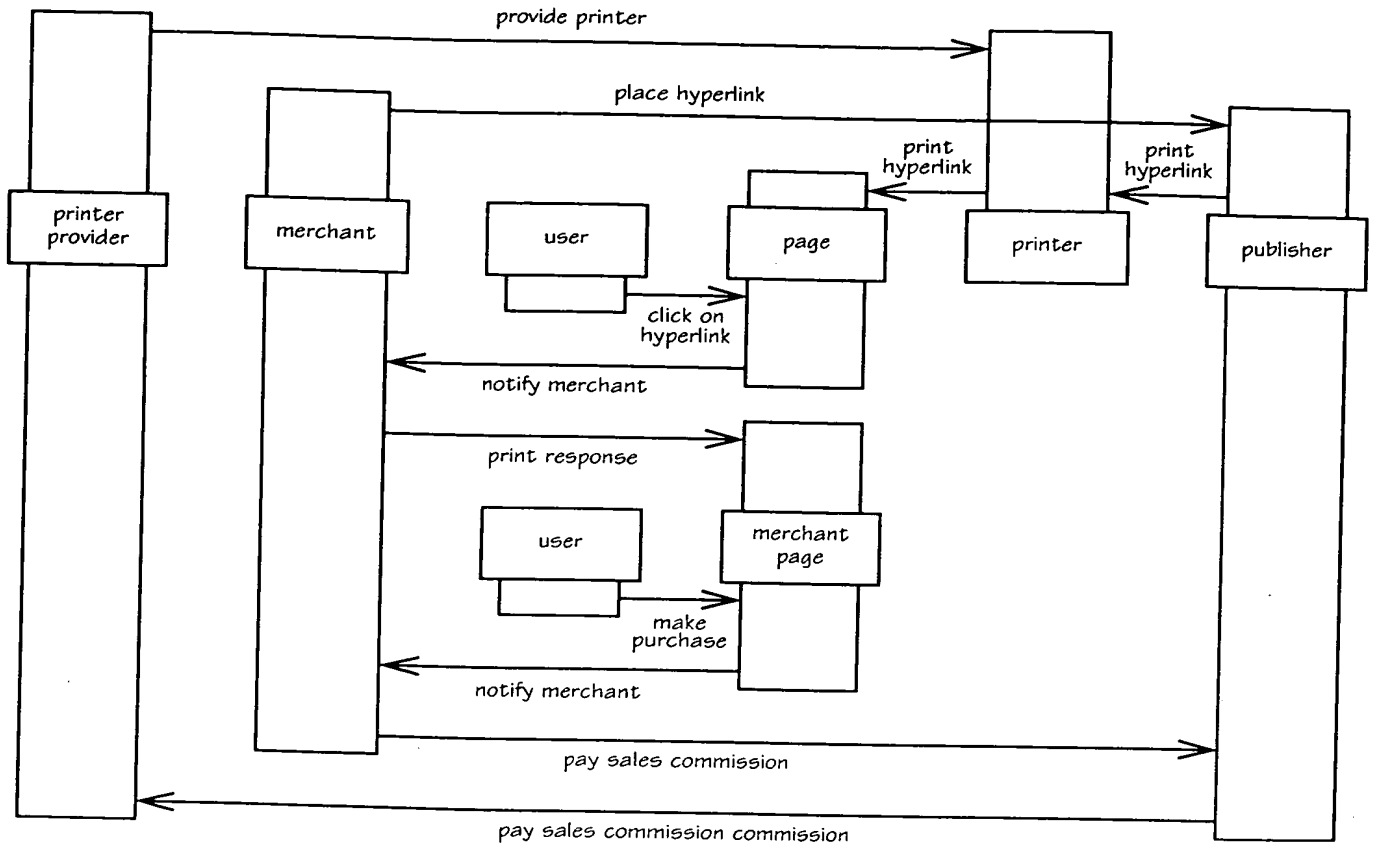 provide printer
place hyperlink
print
hyperlink
print
hyperlink
printer
provider
merchant
user
page
printer
publisher
click on
hyperlink
notify merchant
print response
user
merchant
page
make
purchase
notify merchant
pay sales commission
pay sales commission commission